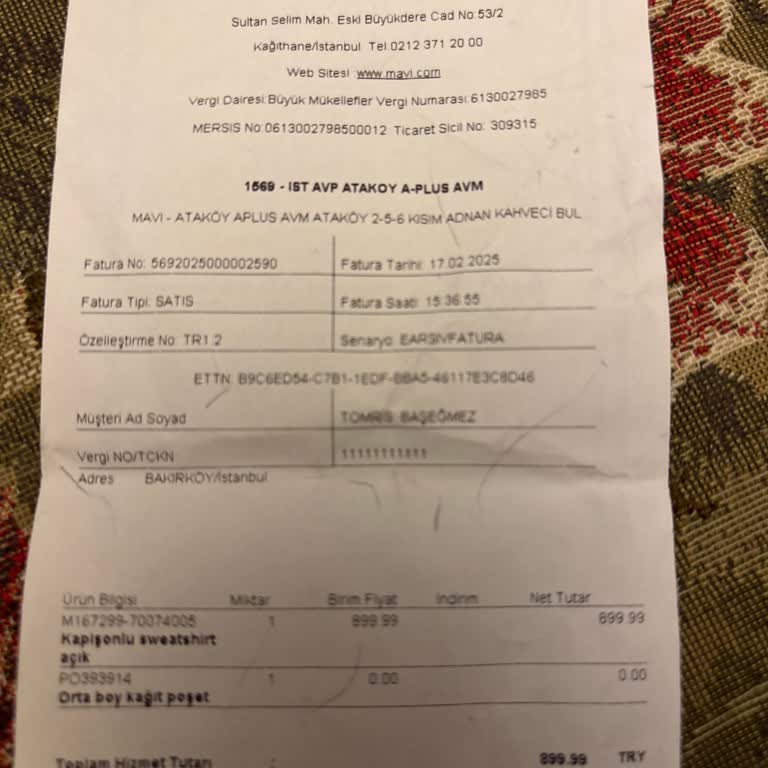 Sultan Selim Mah. Eski Büyükdere Cad No:53/2
Kağıthane/İstanbul Tel:0212 371 20 00
Web Sitesi :www.mavi.com
Vergi Dairesi:Büyük Mükellefler Vergi Numarası:6130027985
MERSIS No:0613002798500012 Ticaret Sicil No: 309315
1569 - IST AVP ATAKOY A-PLUS AVM
MAVI - ATAKÖY APLUS AVM ATAKÖY 2-5-6 KISIM ADNAN KAHVECİ BUL
Fatura No: 5692025000002590 Fatura Tarihi: 17.02.2025
Fatura Tipi: SATIS Fatura Saati: 15:36:55
Özelleştirme No: TR1.2 Senaryo: EARSIVFATURA
ETTN: B9C6ED54-C7B1-1EDF-BBA5-46117E3C8D46
Müşteri Ad Soyad TOMRİS BAŞEĞMEZ
Vergi NO/TCKN 11111111111
Adres BAKIRKÖY/İstanbul
Ürün Bilgisi Miktar Birim Fiyat İndirim Net Tutar
M167299-70074005 1 899.99 899.99
Kapişonlu sweatshirt
açık
PO393914 1 0.00 0.00
Orta boy kağıt poşet
Toplam Hizmet Tutarı : 899.99 TRY